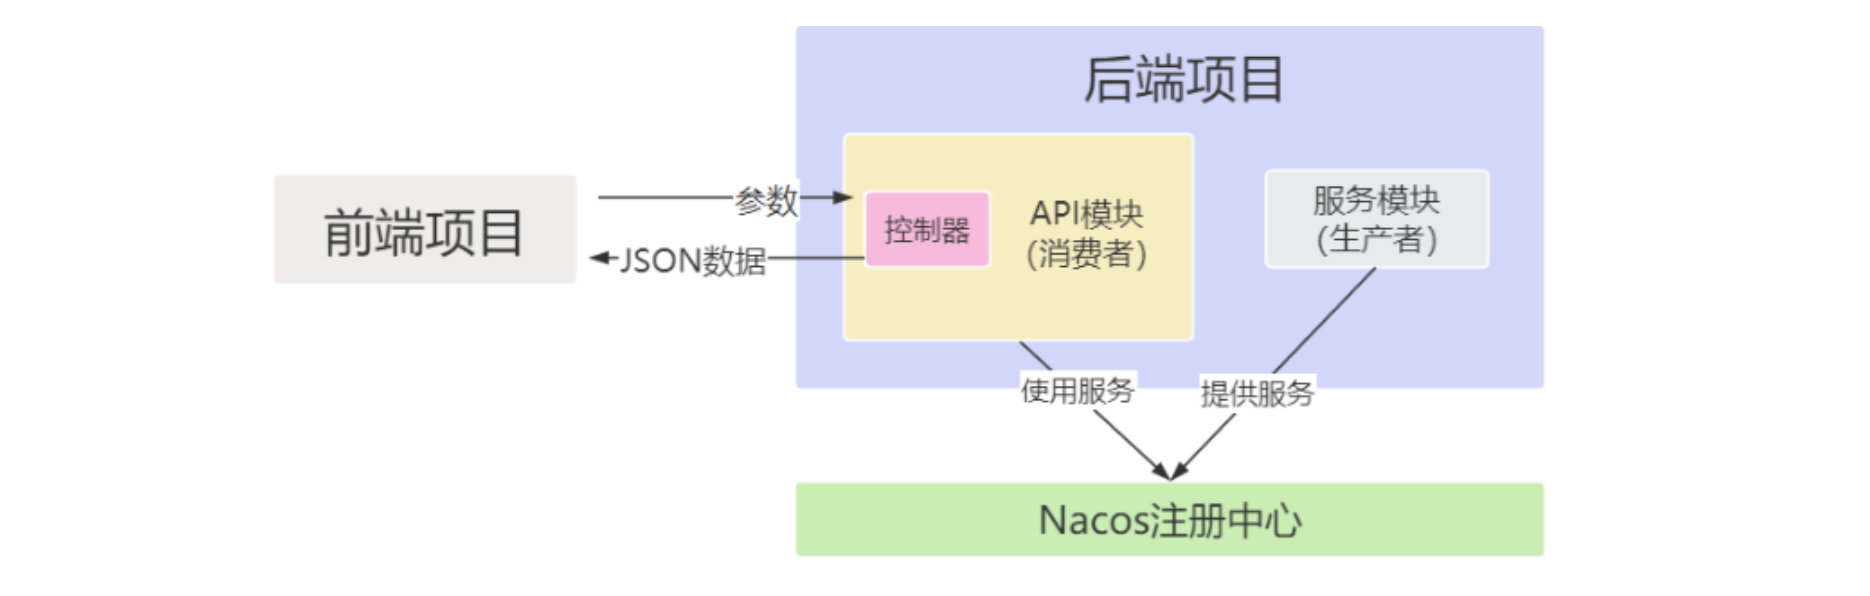 后端项目
前端项目
参数
JSON数据
控制器
API模块
(消费者)
服务模块
(生产者)
使用服务
提供服务
Nacos注册中心